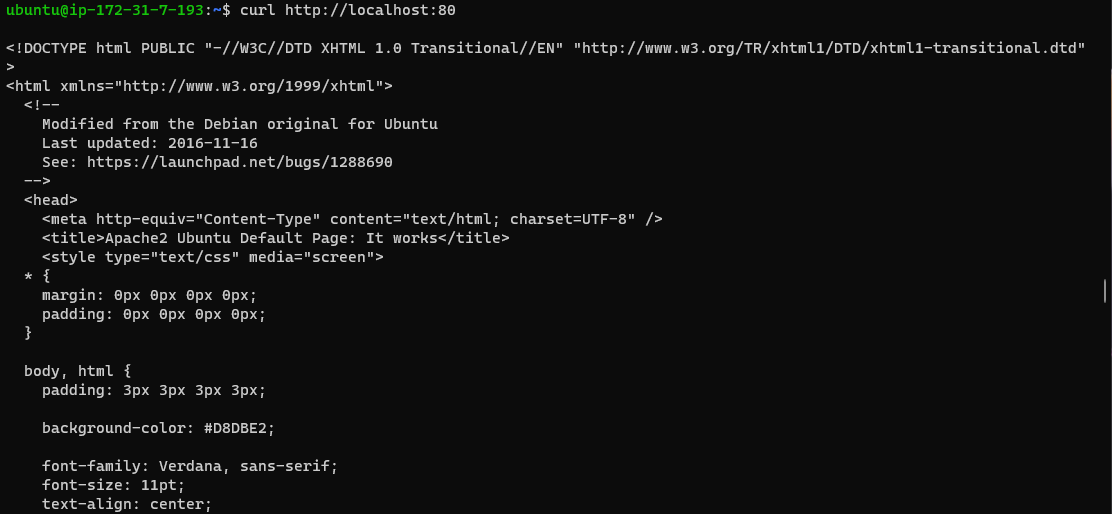 ubuntu@ip-172-31-7-193:~$ curl http://localhost:80
<!DOCTYPE html PUBLIC "-//W3C//DTD XHTML 1.0 Transitional//EN" "http://www.w3.org/TR/xhtml1/DTD/xhtml1-transitional.dtd"
>
<html xmlns="http://www.w3.org/1999/xhtml">
  <!--
    Modified from the Debian original for Ubuntu
    Last updated: 2016-11-16
    See: https://launchpad.net/bugs/1288690
  -->
  <head>
    <meta http-equiv="Content-Type" content="text/html; charset=UTF-8" />
    <title>Apache2 Ubuntu Default Page: It works</title>
    <style type="text/css" media="screen">
  * {
    margin: 0px 0px 0px 0px;
    padding: 0px 0px 0px 0px;
  }
  body, html {
    padding: 3px 3px 3px 3px;
    background-color: #D8DBE2;
    font-family: Verdana, sans-serif;
    font-size: 11pt;
    text-align: center;